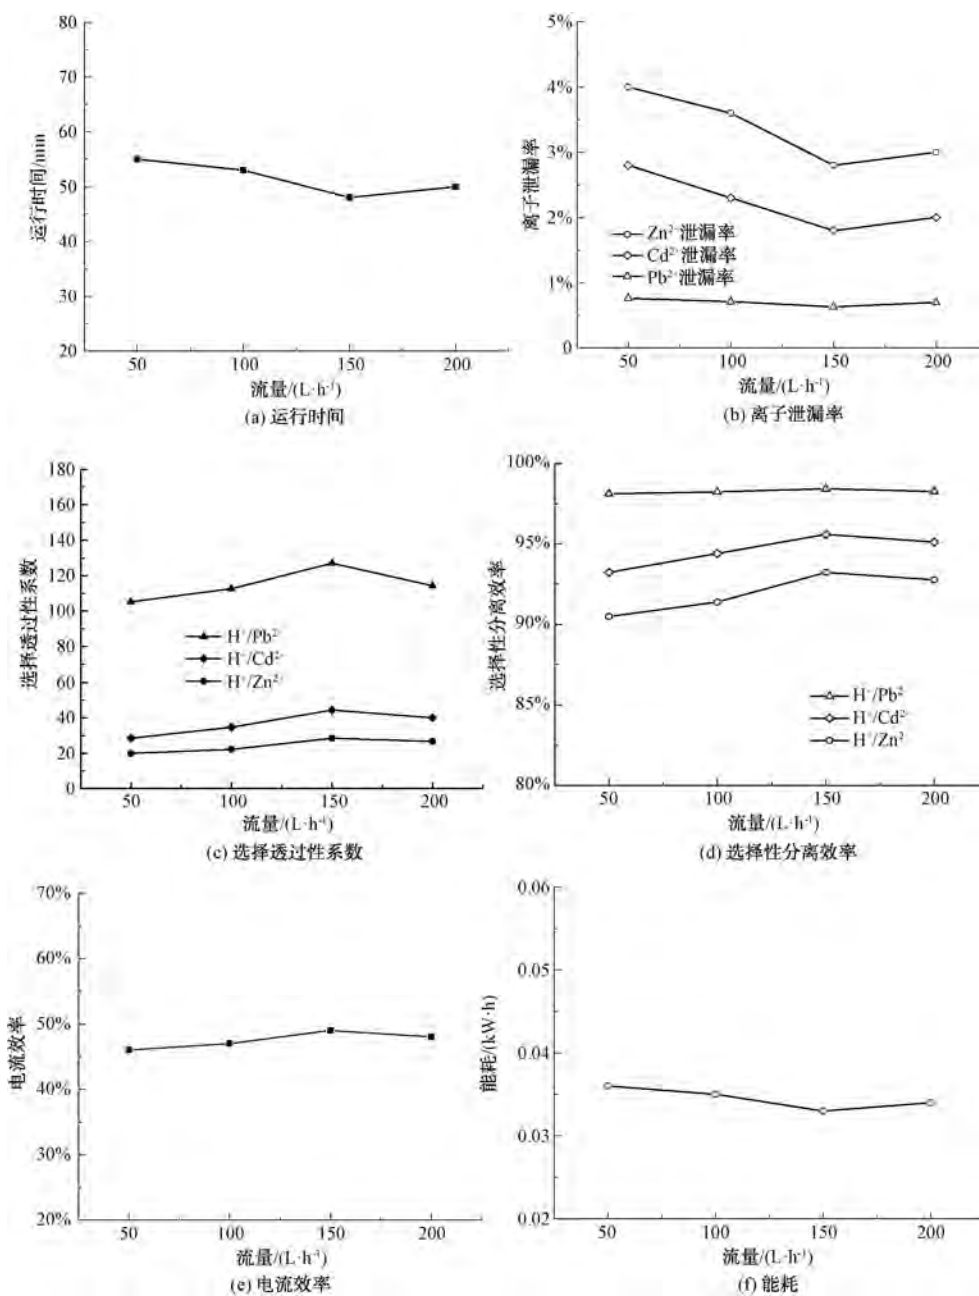 80
70
60
50
40
30
20
运行时间/min
50 100 150 200
流量/(L·h⁻¹)
(a) 运行时间
5%
4%
3%
2%
1%
0
离子泄漏率
Zn²⁺泄漏率
Cd²⁺泄漏率
Pb²⁺泄漏率
50 100 150 200
流量/(L·h⁻¹)
(b) 离子泄漏率
180
160
140
120
100
80
60
40
20
0
选择透过性系数
H⁺/Pb²⁺
H⁺/Cd²⁺
H⁺/Zn²⁺
50 100 150 200
流量/(L·h⁻¹)
(c) 选择透过性系数
100%
95%
90%
85%
80%
选择性分离效率
H⁺/Pb²⁺
H⁺/Cd²⁺
H⁺/Zn²⁺
50 100 150 200
流量/(L·h⁻¹)
(d) 选择性分离效率
70%
60%
50%
40%
30%
20%
电流效率
50 100 150 200
流量/(L·h⁻¹)
(e) 电流效率
0.06
0.05
0.04
0.03
0.02
能耗/(kW·h)
50 100 150 200
流量/(L·h⁻¹)
(f) 能耗